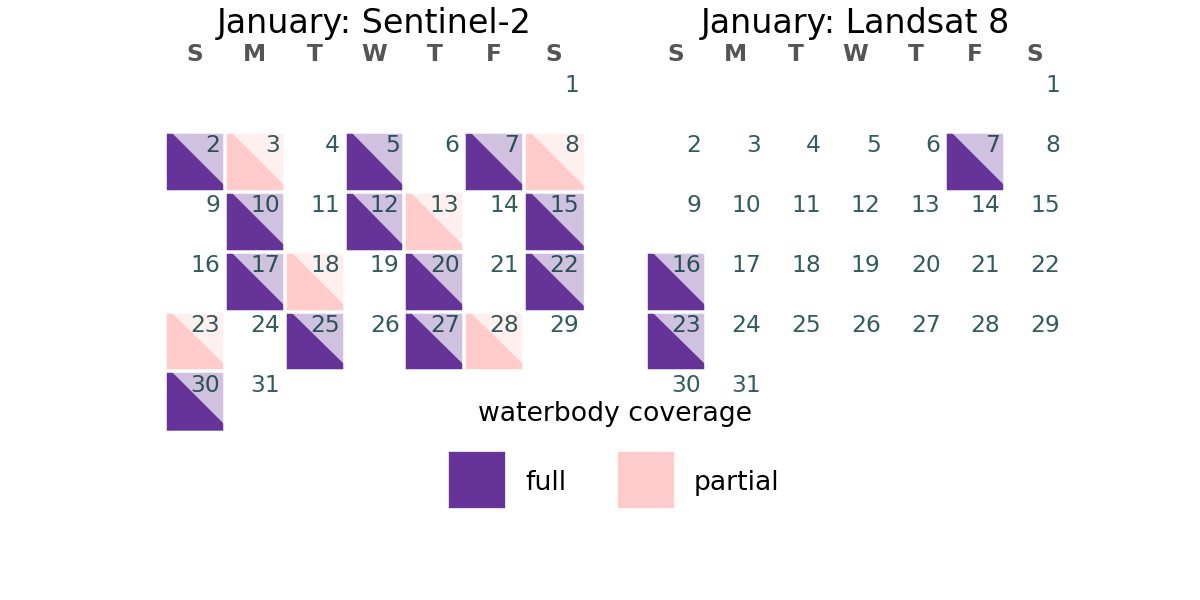 January: Sentinel-2
S M T W T F S
1
2 3 4 5 6 7 8
9 10 11 12 13 14 15
16 17 18 19 20 21 22
23 24 25 26 27 28 29
30 31
January: Landsat 8
S M T W T F S
1
2 3 4 5 6 7 8
9 10 11 12 13 14 15
16 17 18 19 20 21 22
23 24 25 26 27 28 29
30 31
waterbody coverage
full partial